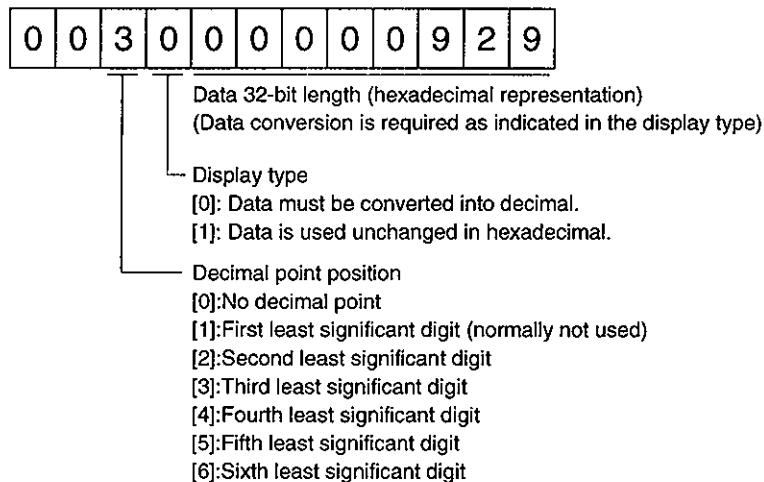 0 0 3 0 0 0 0 0 0 9 2 9
Data 32-bit length (hexadecimal representation)
(Data conversion is required as indicated in the display type)
Display type
[0]: Data must be converted into decimal.
[1]: Data is used unchanged in hexadecimal.
Decimal point position
[0]:No decimal point
[1]:First least significant digit (normally not used)
[2]:Second least significant digit
[3]:Third least significant digit
[4]:Fourth least significant digit
[5]:Fifth least significant digit
[6]:Sixth least significant digit